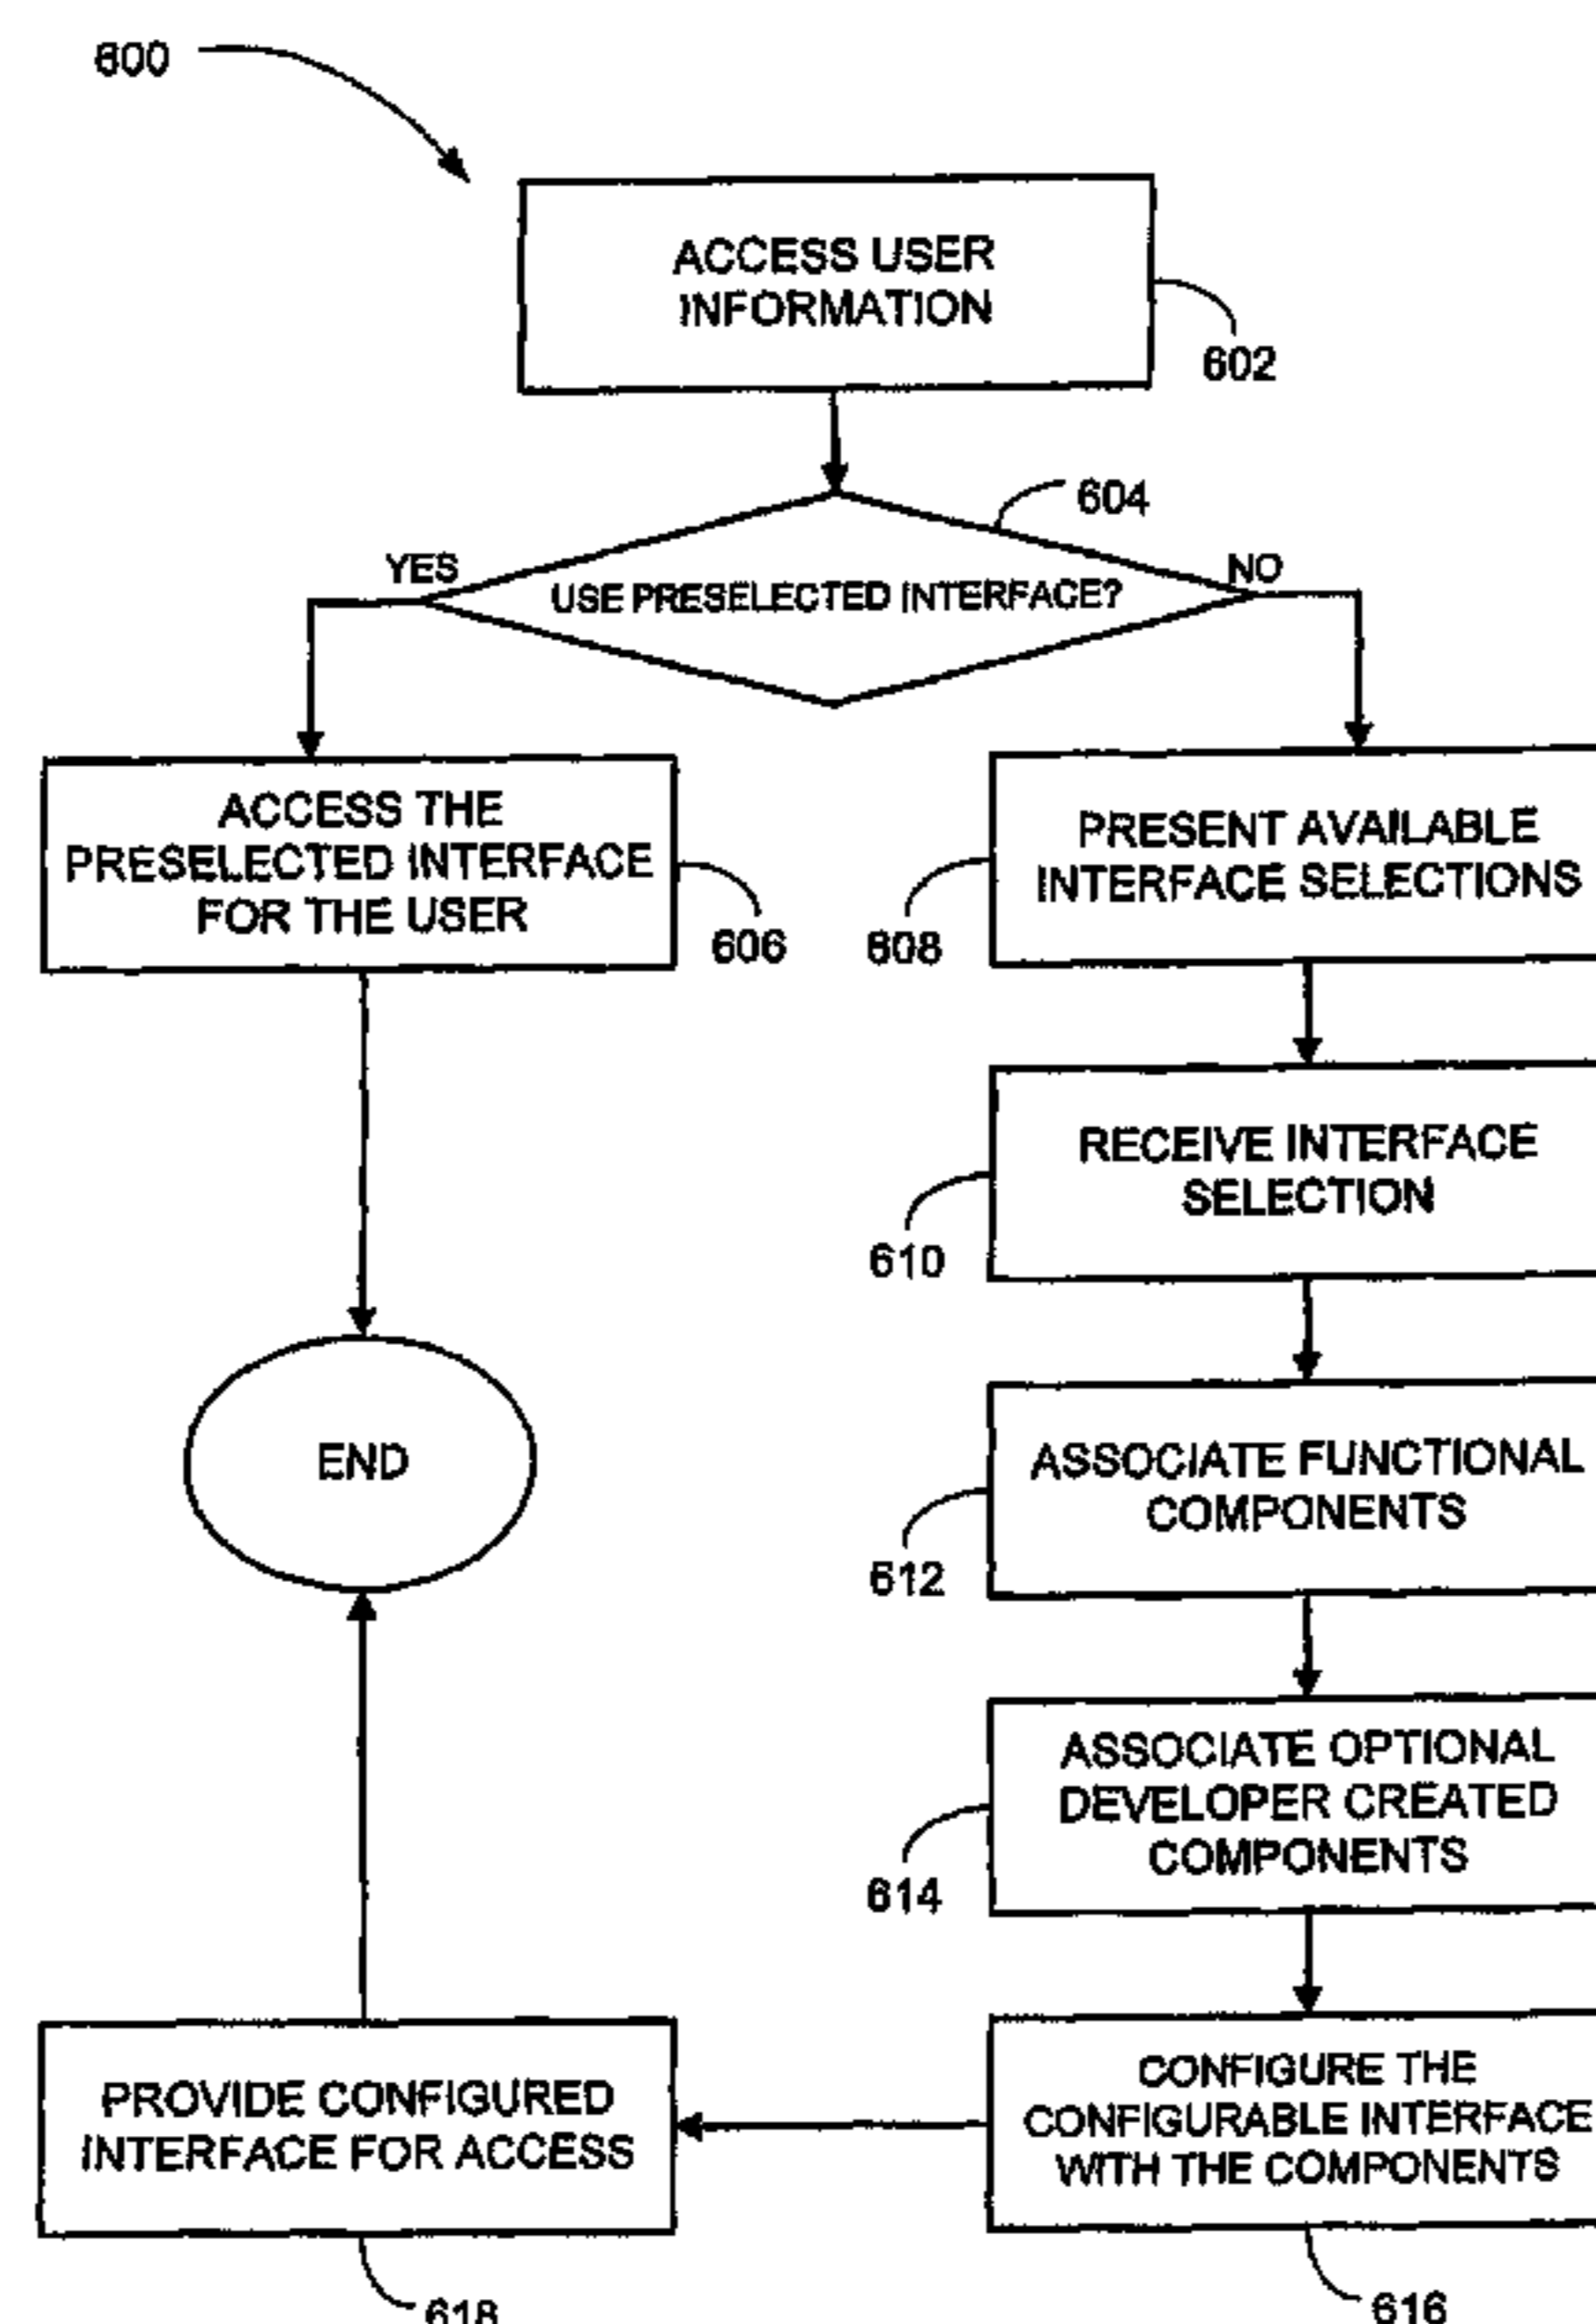 600
ACCESS USER
INFORMATION
602
604
YES
USE PRESELECTED INTERFACE?
NO
ACCESS THE
PRESELECTED INTERFACE
FOR THE USER
606
PRESENT AVAILABLE
INTERFACE SELECTIONS
608
RECEIVE INTERFACE
SELECTION
610
END
ASSOCIATE FUNCTIONAL
COMPONENTS
612
ASSOCIATE OPTIONAL
DEVELOPER CREATED
COMPONENTS
614
CONFIGURE THE
CONFIGURABLE INTERFACE
WITH THE COMPONENTS
616
PROVIDE CONFIGURED
INTERFACE FOR ACCESS
618